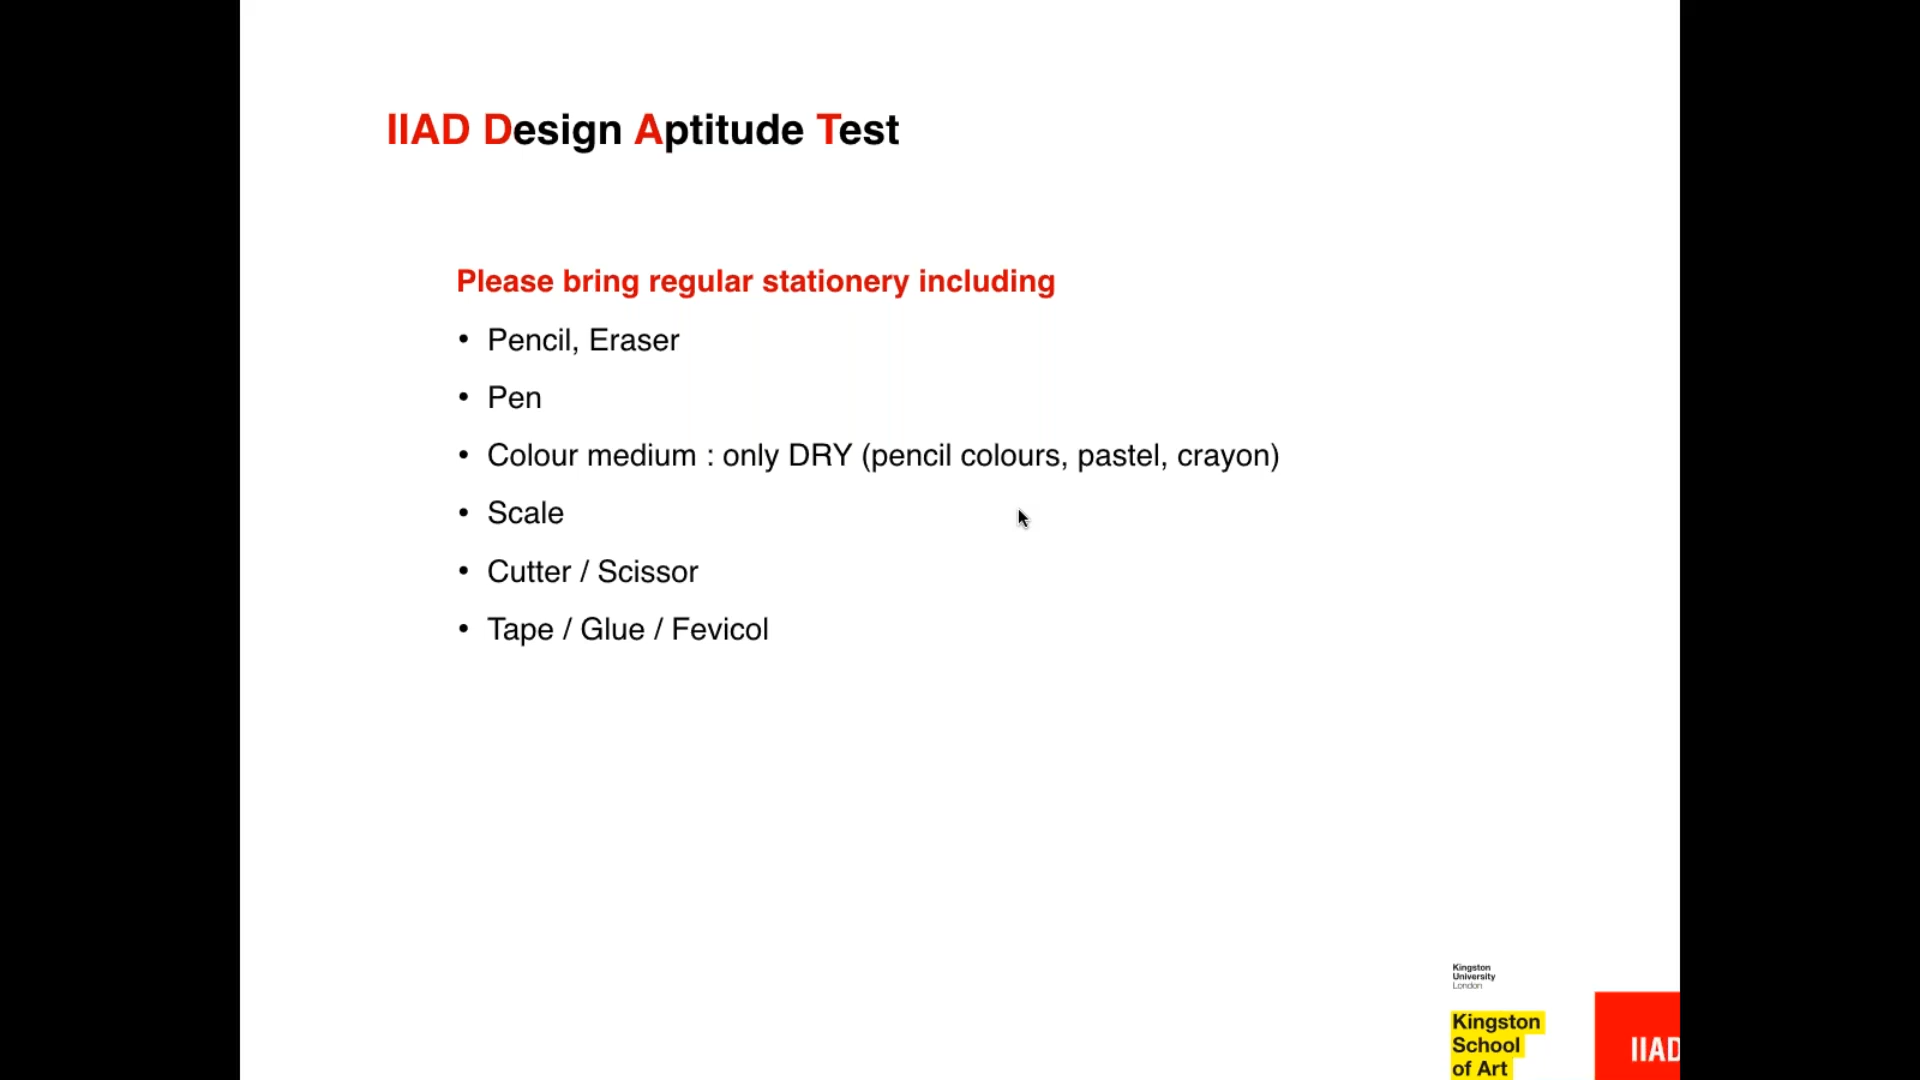 IIAD Design Aptitude Test
Please bring regular stationery including
• Pencil, Eraser
• Pen
• Colour medium : only DRY (pencil colours, pastel, crayon)
• Scale
• Cutter / Scissor
• Tape / Glue / Fevicol
Kingston
University
London
Kingston
School
of Art
IIAD